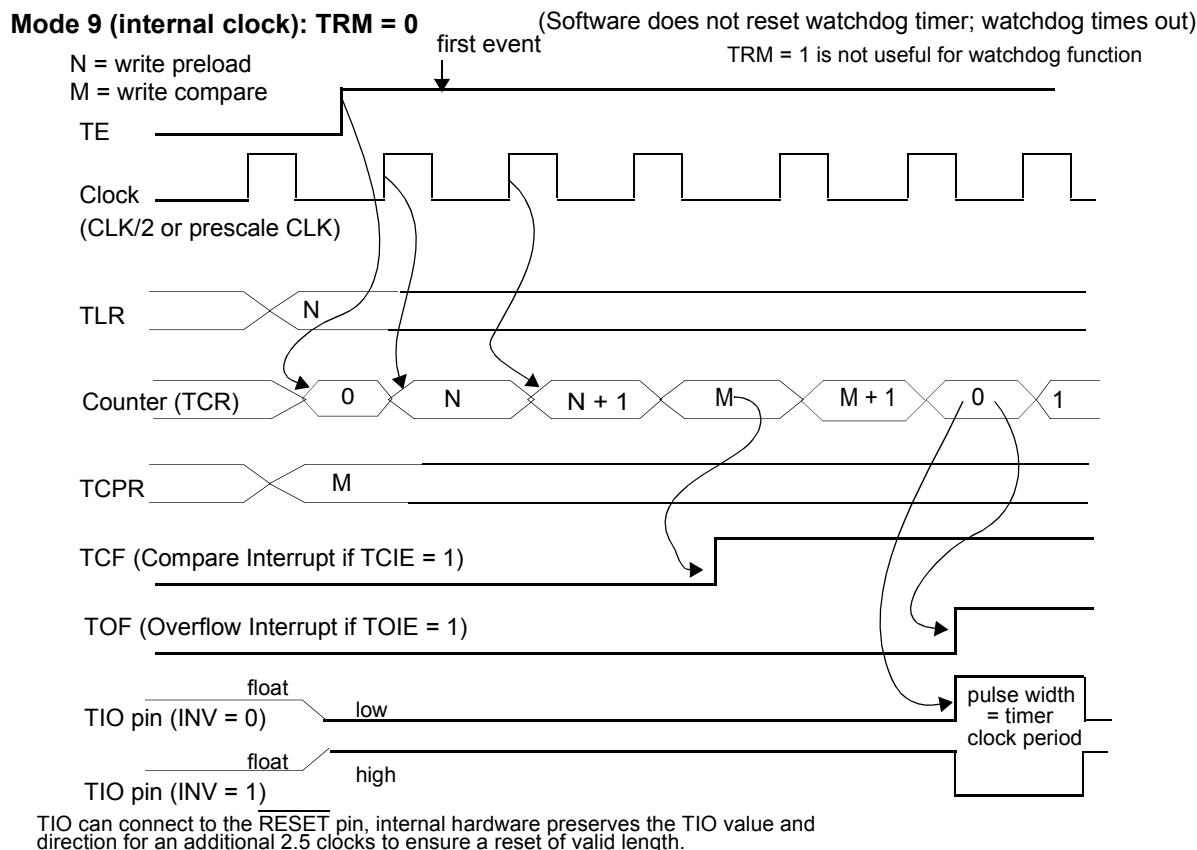 Mode 9 (internal clock): TRM = 0
(Software does not reset watchdog timer; watchdog times out)
first event
TRM = 1 is not useful for watchdog function
N = write preload
M = write compare
TE
Clock
(CLK/2 or prescale CLK)
TLR
N
Counter (TCR)
0
N
N + 1
M
M + 1
0
1
TCPR
M
TCF (Compare Interrupt if TCIE = 1)
TOF (Overflow Interrupt if TOIE = 1)
float
TIO pin (INV = 0)
low
pulse width
= timer
clock period
float
TIO pin (INV = 1)
high
TIO can connect to the RESET pin, internal hardware preserves the TIO value and
direction for an additional 2.5 clocks to ensure a reset of valid length.